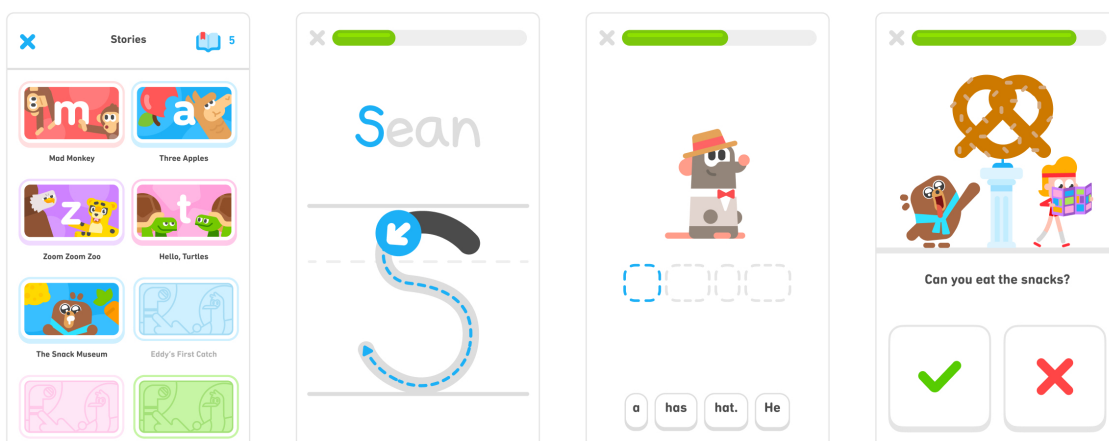 Stories 5
m
a
Mad Monkey
Three Apples
z
t
Zoom Zoom Zoo
Hello, Turtles
The Snack Museum
Eddy's First Catch
Sean
S
a
has
hat.
He
Can you eat the snacks?